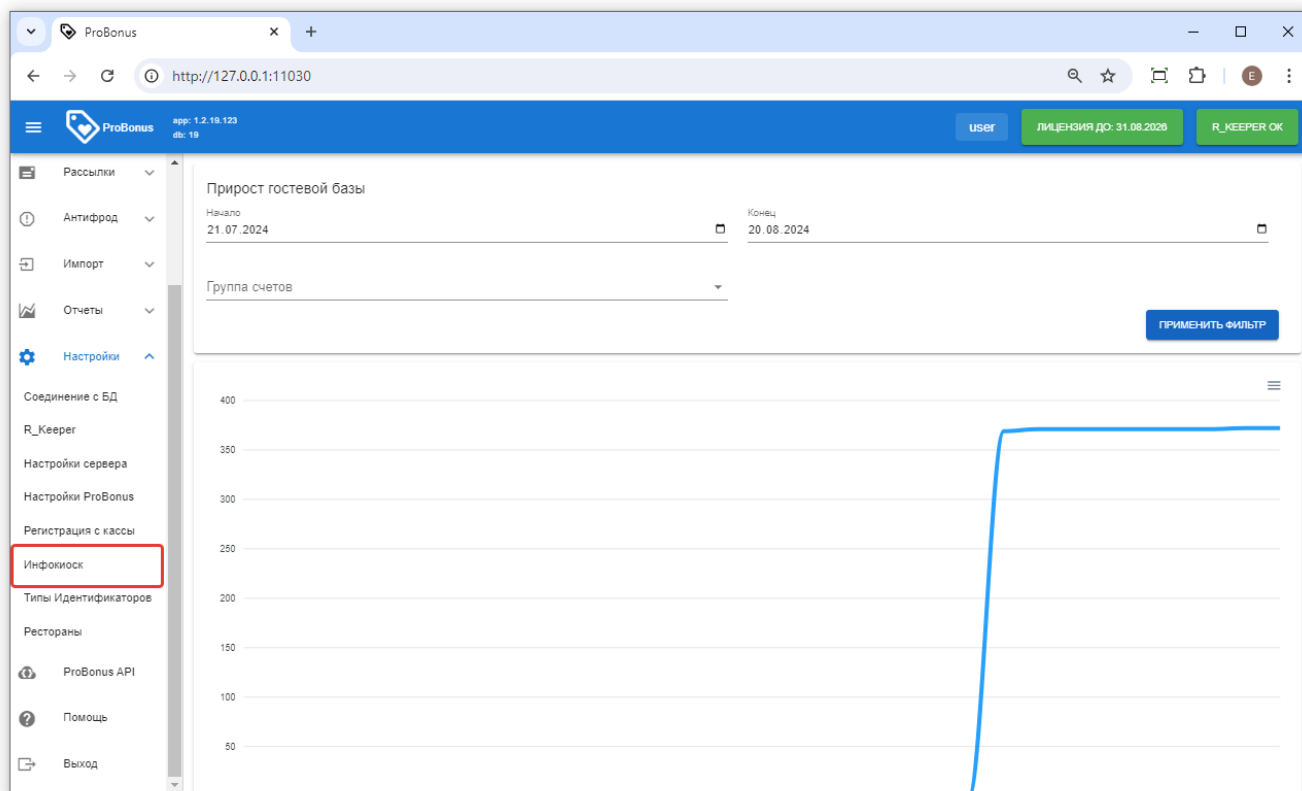 ProBonus
http://127.0.0.1:11030
E
ProBonus
app: 1.2.19.123
db: 19
user
ЛИЦЕНЗИЯ ДО: 31.08.2026
R_KEEPER OK
Рассылки
Антифрод
Импорт
Отчеты
Настройки
Соединение с БД
R_Keeper
Настройки сервера
Настройки ProBonus
Регистрация с кассы
Инфокиоск
Типы Идентификаторов
Рестораны
ProBonus API
Помощь
Выход
Прирост гостевой базы
Начало
21.07.2024
Конец
20.08.2024
Группа счетов
ПРИМЕНИТЬ ФИЛЬТР
400
350
300
250
200
150
100
50